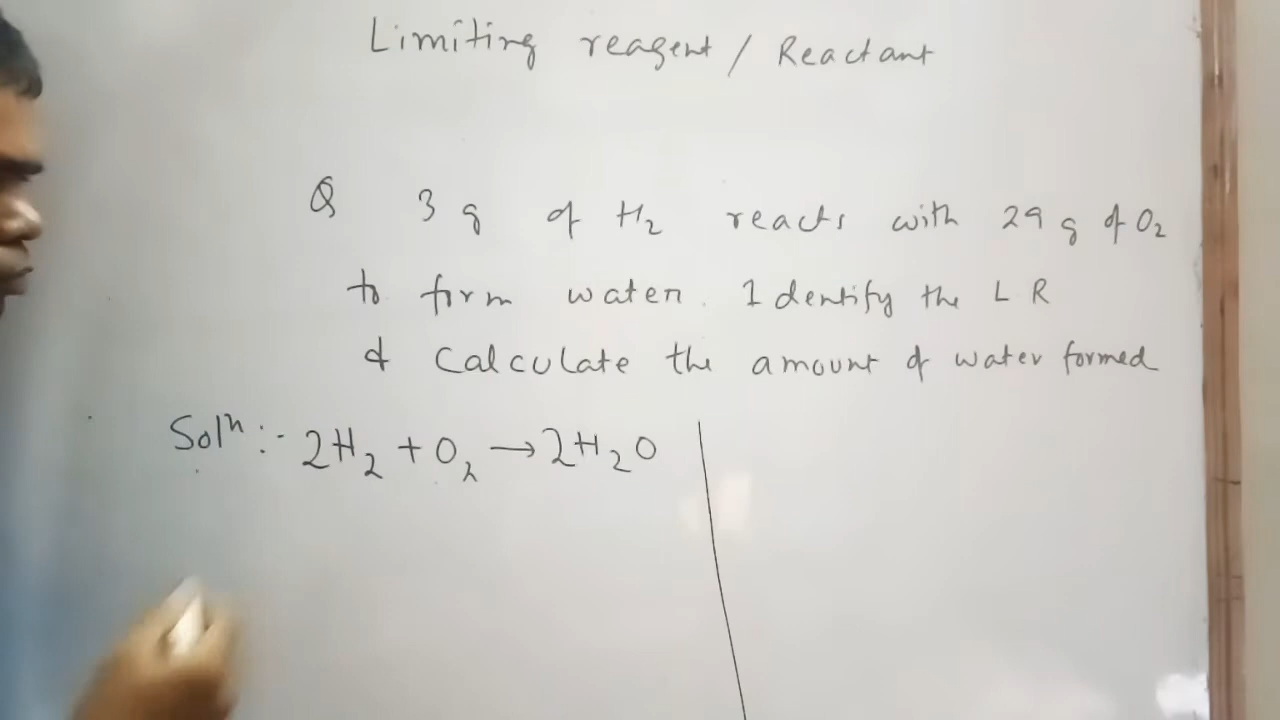 Limiting reagent / Reactant
Q 3 g of H₂ reacts with 29 g of O₂
to form water. Identify the L R
& Calculate the amount of water formed
Solⁿ :- 2H₂ + O₂ → 2H₂O